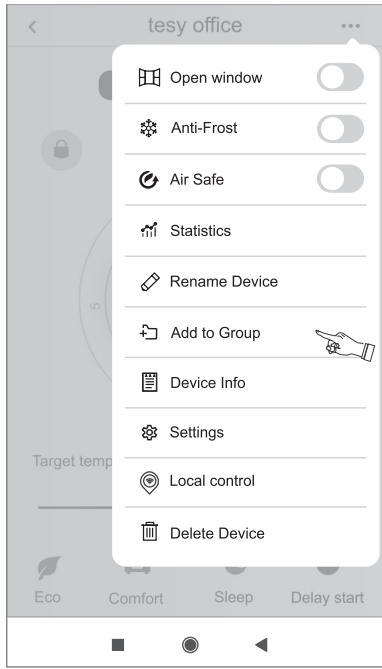 tesy office
Open window
Anti-Frost
Air Safe
Statistics
Rename Device
Add to Group
5
Device Info
Settings
Target temp
Local control
Delete Device
Eco Comfort Sleep Delay start